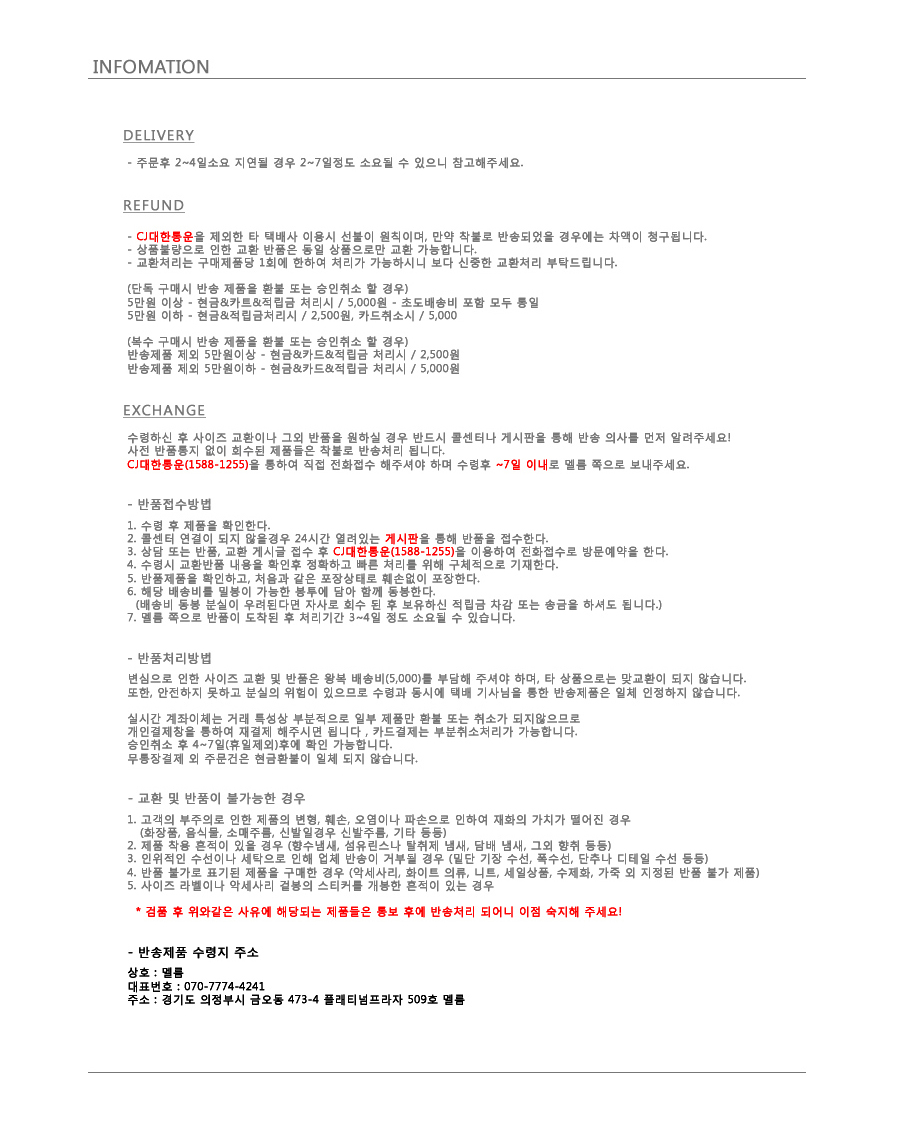 INFOMATION
DELIVERY
- 주문후 2~4일소요 지연될 경우 2~7일정도 소요될 수 있으니 참고해주세요.
REFUND
- CJ대한통운을 제외한 타 택배사 이용시 선불이 원칙이며, 만약 착불로 반송되었을 경우에는 차액이 청구됩니다.
- 상품불량으로 인한 교환 반품은 동일 상품으로만 교환 가능합니다.
- 교환처리는 구매제품당 1회에 한하여 처리가 가능하시니 보다 신중한 교환처리 부탁드립니다.
(단독 구매시 반송 제품을 환불 또는 승인취소 할 경우)
5만원 이상 - 현금&카트&적립금 처리시 / 5,000원 - 초도배송비 포함 모두 통일
5만원 이하 - 현금&적립금처리시 / 2,500원, 카드취소시 / 5,000
(복수 구매시 반송 제품을 환불 또는 승인취소 할 경우)
반송제품 제외 5만원이상 - 현금&카드&적립금 처리시 / 2,500원
반송제품 제외 5만원이하 - 현금&카드&적립금 처리시 / 5,000원
EXCHANGE
수령하신 후 사이즈 교환이나 그외 반품을 원하실 경우 반드시 콜센터나 게시판을 통해 반송 의사를 먼저 알려주세요!
사전 반품통지 없이 회수된 제품들은 착불로 반송처리 됩니다.
CJ대한통운(1588-1255)을 통하여 직접 전화접수 해주셔야 하며 수령후 ~7일 이내로 멜룸 쪽으로 보내주세요.
- 반품접수방법
1. 수령 후 제품을 확인한다.
2. 콜센터 연결이 되지 않을경우 24시간 열려있는 게시판을 통해 반품을 접수한다.
3. 상담 또는 반품, 교환 게시글 접수 후 CJ대한통운(1588-1255)을 이용하여 전화접수로 방문예약을 한다.
4. 수령시 교환반품 내용을 확인후 정확하고 빠른 처리를 위해 구체적으로 기재한다.
5. 반품제품을 확인하고, 처음과 같은 포장상태로 훼손없이 포장한다.
6. 해당 배송비를 밀봉이 가능한 봉투에 담아 함께 동봉한다.
(배송비 동봉 분실이 우려된다면 자사로 회수 된 후 보유하신 적립금 차감 또는 송금을 하셔도 됩니다.)
7. 멜룸 쪽으로 반품이 도착된 후 처리기간 3~4일 정도 소요될 수 있습니다.
- 반품처리방법
변심으로 인한 사이즈 교환 및 반품은 왕복 배송비(5,000)를 부담해 주셔야 하며, 타 상품으로는 맞교환이 되지 않습니다.
또한, 안전하지 못하고 분실의 위험이 있으므로 수령과 동시에 택배 기사님을 통한 반송제품은 일체 인정하지 않습니다.
실시간 계좌이체는 거래 특성상 부분적으로 일부 제품만 환불 또는 취소가 되지않으므로
개인결제창을 통하여 재결제 해주시면 됩니다 , 카드결제는 부분취소처리가 가능합니다.
승인취소 후 4~7일(휴일제외)후에 확인 가능합니다.
무통장결제 외 주문건은 현금환불이 일체 되지 않습니다.
- 교환 및 반품이 불가능한 경우
1. 고객의 부주의로 인한 제품의 변형, 훼손, 오염이나 파손으로 인하여 재화의 가치가 떨어진 경우
(화장품, 음식물, 소매주름, 신발일경우 신발주름, 기타 등등)
2. 제품 착용 흔적이 있을 경우 (향수냄새, 섬유린스나 탈취제 냄새, 담배 냄새, 그외 향취 등등)
3. 인위적인 수선이나 세탁으로 인해 업체 반송이 거부될 경우 (밑단 기장 수선, 폭수선, 단추나 디테일 수선 등등)
4. 반품 불가로 표기된 제품을 구매한 경우 (악세사리, 화이트 의류, 니트, 세일상품, 수제화, 가죽 외 지정된 반품 불가 제품)
5. 사이즈 라벨이나 악세사리 겉봉의 스티커를 개봉한 흔적이 있는 경우
* 검품 후 위와같은 사유에 해당되는 제품들은 통보 후에 반송처리 되어니 이점 숙지해 주세요!
- 반송제품 수령지 주소
상호 : 멜룸
대표번호 : 070-7774-4241
주소 : 경기도 의정부시 금오동 473-4 플래티넘프라자 509호 멜룸